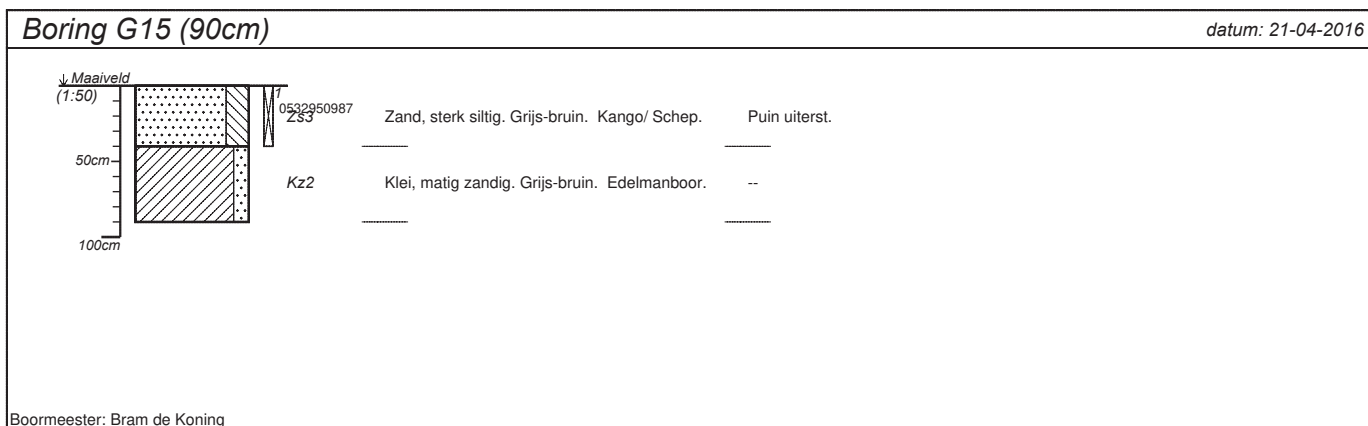 Boring G15 (90cm) datum: 21-04-2016
Maaiveld
(1:50) 1
0532950987
Zs3 Zand, sterk siltig. Grijs-bruin. Kango/ Schep. Puin uiterst.
50cm
Kz2 Klei, matig zandig. Grijs-bruin. Edelmanboor. --
100cm
Boormeester: Bram de Koning